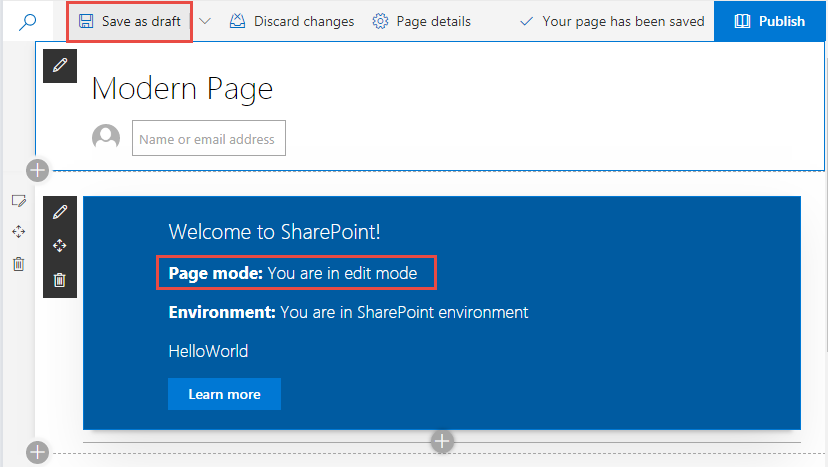 Save as draft
Discard changes
Page details
Your page has been saved
Publish
Modern Page
Name or email address
Welcome to SharePoint!
Page mode: You are in edit mode
Environment: You are in SharePoint environment
HelloWorld
Learn more